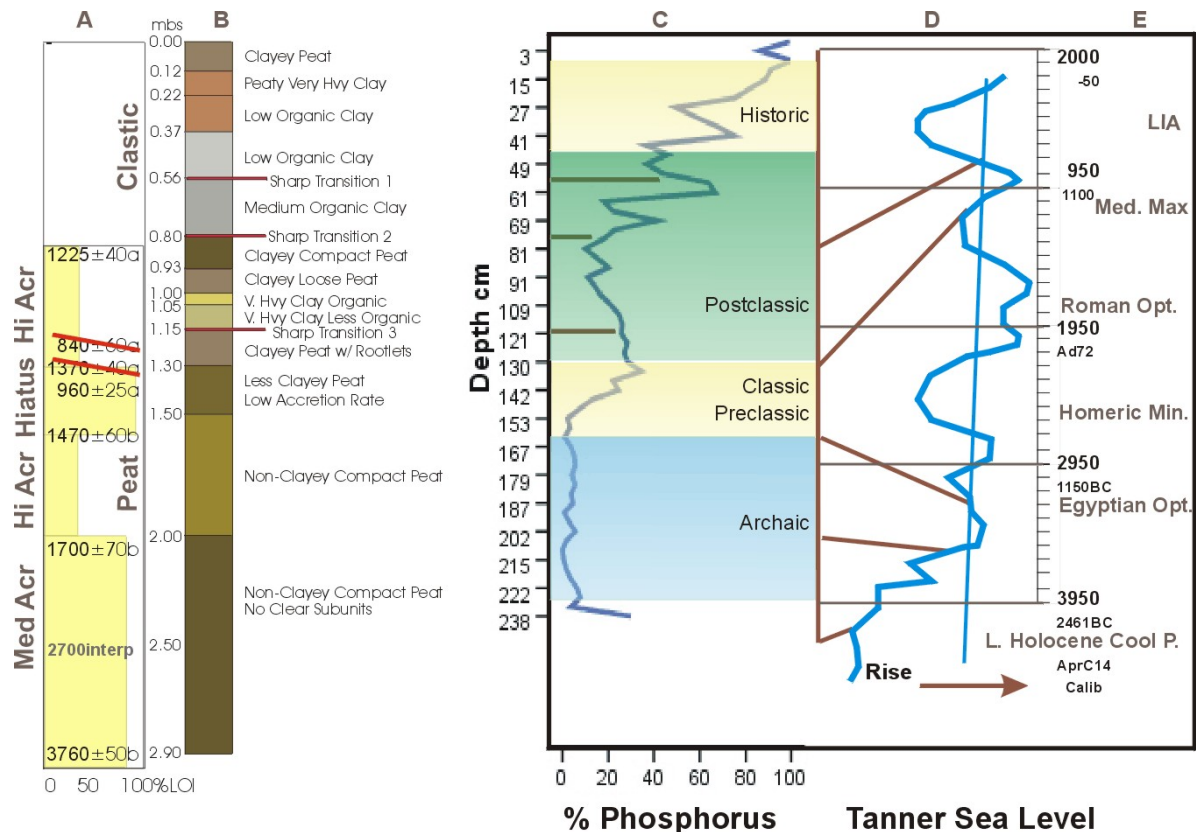 A
B
C
D
E
mbs
0.00
0.12
0.22
0.37
0.56
0.80
0.93
1.00
1.05
1.15
1.30
1.50
2.00
2.50
2.90
Clastic
Peat
Hi Acr
Hiatus
Hi Acr
Med Acr
1225 ±40a
840 ±60a
1370 ±40a
960 ±25a
1470 ±60b
1700 ±70b
2700interp
3760 ±50b
0 50 100%LOI
Clayey Peat
Peaty Very Hvy Clay
Low Organic Clay
Low Organic Clay
Sharp Transition 1
Medium Organic Clay
Sharp Transition 2
Clayey Compact Peat
Clayey Loose Peat
V. Hvy Clay Organic
V. Hvy Clay Less Organic
Sharp Transition 3
Clayey Peat w/ Rootlets
Less Clayey Peat
Low Accretion Rate
Non-Clayey Compact Peat
Non-Clayey Compact Peat
No Clear Subunits
Depth cm
3
15
27
41
49
61
69
81
91
109
121
130
142
153
167
179
187
202
215
222
238
Historic
Postclassic
Classic
Preclassic
Archaic
0 20 40 60 80 100
% Phosphorus
Rise
Tanner Sea Level
2000
-50
LIA
950
1100
Med. Max
Roman Opt.
1950
Ad72
Homeric Min.
2950
1150BC
Egyptian Opt.
3950
2461BC
L. Holocene Cool P.
AprC14
Calib